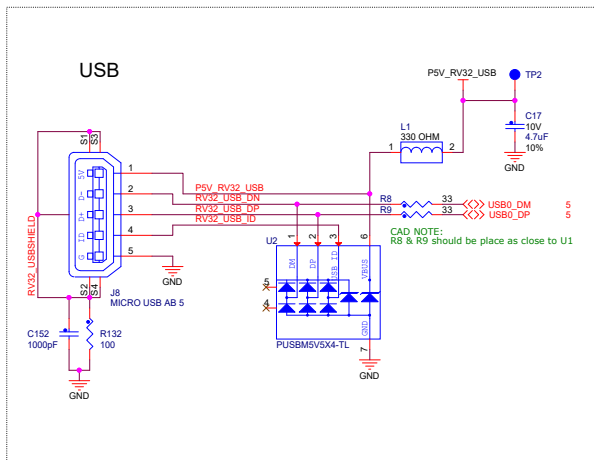 USB
P5V_RV32_USB
TP2
C17
10V
4.7uF
10%
GND
L1
330 OHM
1
2
S1
S3
5V
D-
D+
ID
G
1
2
3
4
5
P5V_RV32_USB
RV32_USB_DN
RV32_USB_DP
RV32_USB_ID
R8
33
USB0_DM
5
R9
33
USB0_DP
5
CAD NOTE:
R8 & R9 should be place as close to U1
RV32_USBSHIELD
GND
S2
S4
J8
MICRO USB AB 5
U2
1
2
3
6
DM
DP
USB ID
VBUS
5
4
GND
7
PUSBM5V5X4-TL
GND
C152
1000pF
R132
100
GND